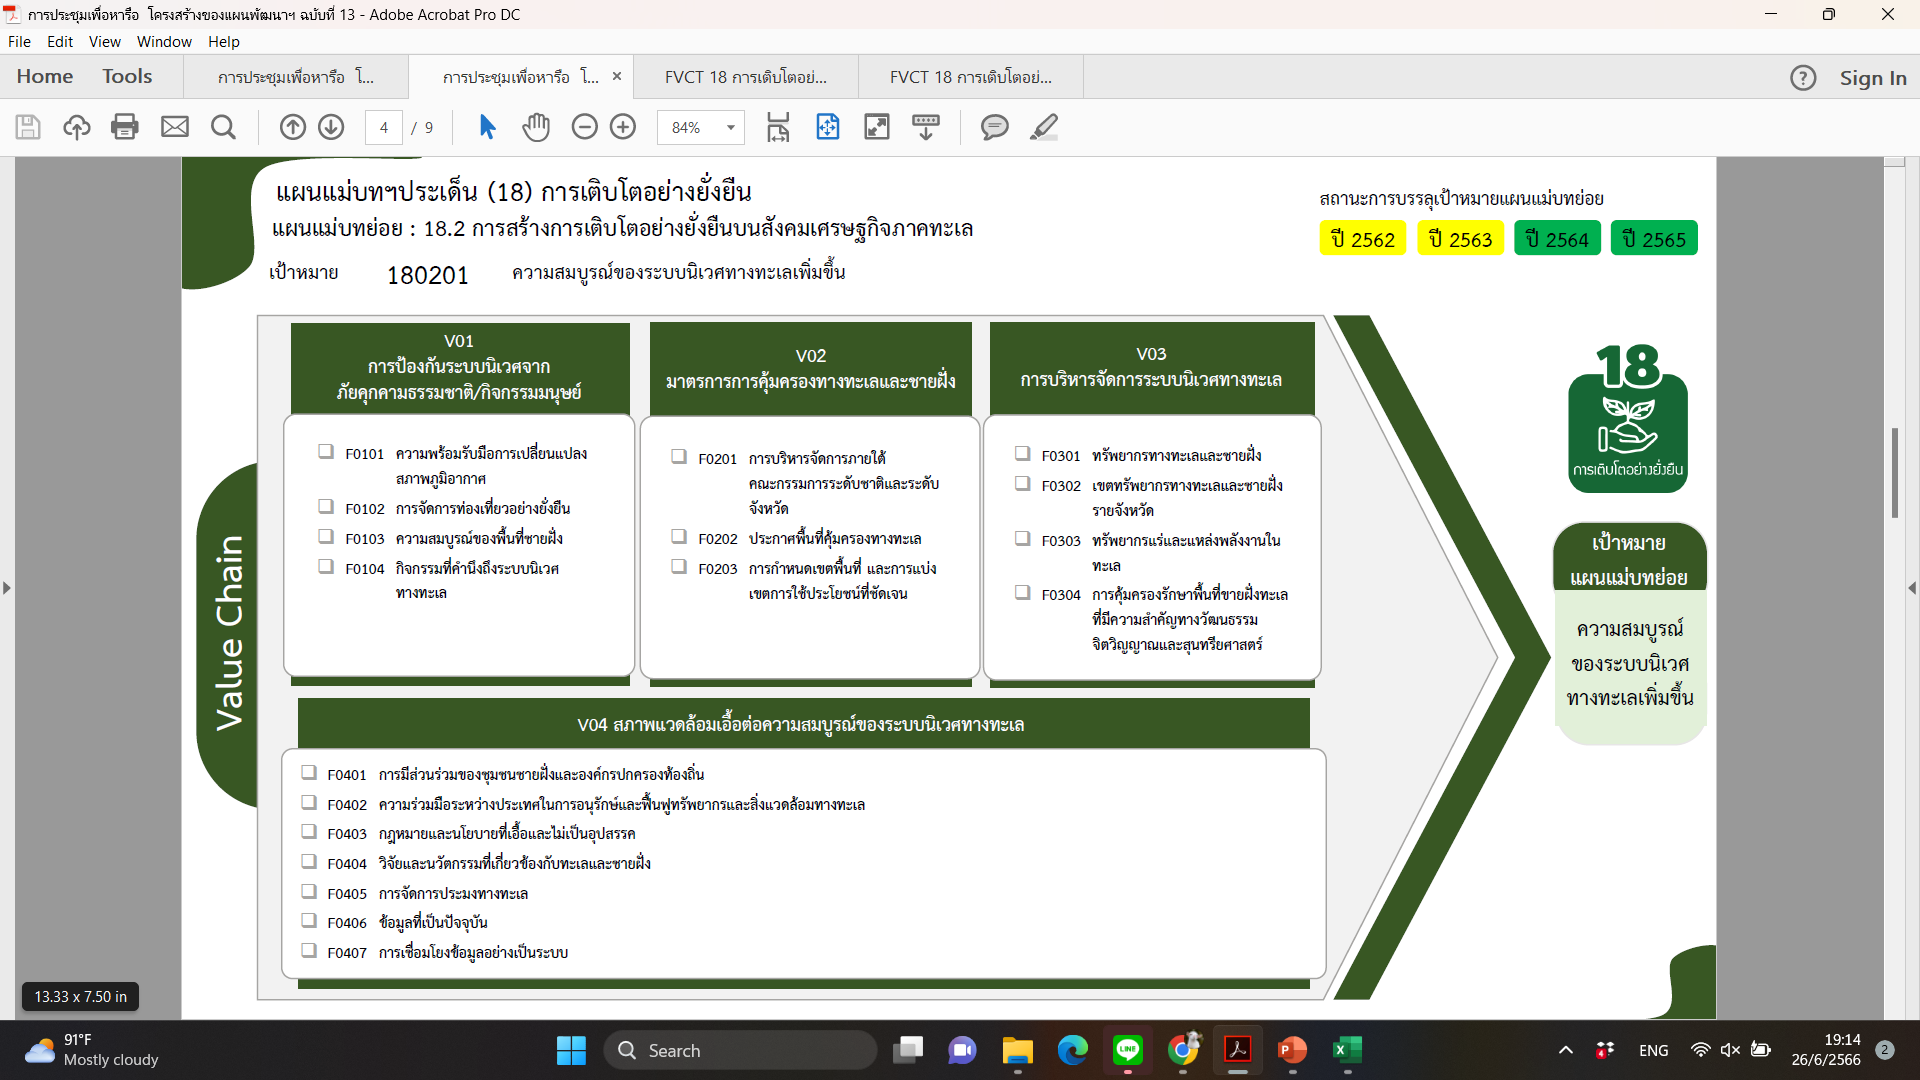 การประชุมเพื่อหารือ โครงสร้างของแผนพัฒนาฯ ฉบับที่ 13 - Adobe Acrobat Pro DC
File Edit View Window Help
Home Tools การประชุมเพื่อหารือ โ... การประชุมเพื่อหารือ โ... × FVCT 18 การเติบโตอย่... FVCT 18 การเติบโตอย่... ? Sign In
4 / 9 84%
แผนแม่บทฯประเด็น (18) การเติบโตอย่างยั่งยืน
แผนแม่บทย่อย : 18.2 การสร้างการเติบโตอย่างยั่งยืนบนสังคมเศรษฐกิจภาคทะเล
เป้าหมาย 180201 ความสมบูรณ์ของระบบนิเวศทางทะเลเพิ่มขึ้น
สถานะการบรรลุเป้าหมายแผนแม่บทย่อย
ปี 2562 ปี 2563 ปี 2564 ปี 2565
Value Chain
V01
การป้องกันระบบนิเวศจาก
ภัยคุกคามธรรมชาติ/กิจกรรมมนุษย์
F0101 ความพร้อมรับมือการเปลี่ยนแปลง
สภาพภูมิอากาศ
F0102 การจัดการท่องเที่ยวอย่างยั่งยืน
F0103 ความสมบูรณ์ของพื้นที่ชายฝั่ง
F0104 กิจกรรมที่คำนึงถึงระบบนิเวศ
ทางทะเล
V02
มาตรการการคุ้มครองทางทะเลและชายฝั่ง
F0201 การบริหารจัดการภายใต้
คณะกรรมการระดับชาติและระดับ
จังหวัด
F0202 ประกาศพื้นที่คุ้มครองทางทะเล
F0203 การกำหนดเขตพื้นที่ และการแบ่ง
เขตการใช้ประโยชน์ที่ชัดเจน
V03
การบริหารจัดการระบบนิเวศทางทะเล
F0301 ทรัพยากรทางทะเลและชายฝั่ง
F0302 เขตทรัพยากรทางทะเลและชายฝั่ง
รายจังหวัด
F0303 ทรัพยากรแร่และแหล่งพลังงานใน
ทะเล
F0304 การคุ้มครองรักษาพื้นที่ขายฝั่งทะเล
ที่มีความสำคัญทางวัฒนธรรม
จิตวิญญาณและสุนทรียศาสตร์
V04 สภาพแวดล้อมเอื้อต่อความสมบูรณ์ของระบบนิเวศทางทะเล
F0401 การมีส่วนร่วมของชุมชนชายฝั่งและองค์กรปกครองท้องถิ่น
F0402 ความร่วมมือระหว่างประเทศในการอนุรักษ์และฟื้นฟูทรัพยากรและสิ่งแวดล้อมทางทะเล
F0403 กฎหมายและนโยบายที่เอื้อและไม่เป็นอุปสรรค
F0404 วิจัยและนวัตกรรมที่เกี่ยวข้องกับทะเลและชายฝั่ง
F0405 การจัดการประมงทางทะเล
F0406 ข้อมูลที่เป็นปัจจุบัน
F0407 การเชื่อมโยงข้อมูลอย่างเป็นระบบ
18
การเติบโตอย่างยั่งยืน
เป้าหมาย
แผนแม่บทย่อย
ความสมบูรณ์
ของระบบนิเวศ
ทางทะเลเพิ่มขึ้น
13.33 x 7.50 in
91°F
Mostly cloudy
Search
LINE
4
ENG
19:14
26/6/2566
2